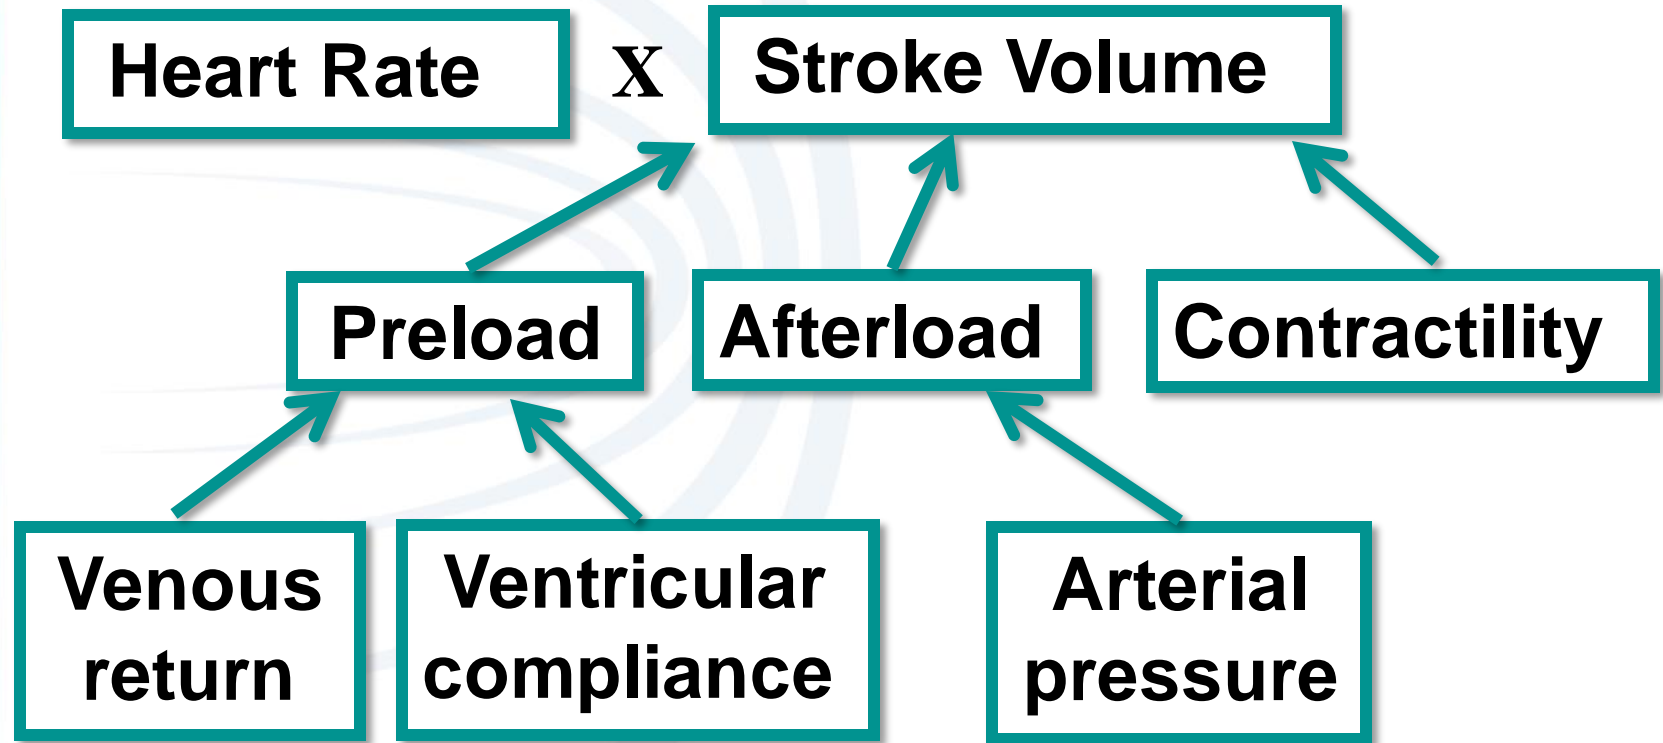 Heart Rate X Stroke Volume
Preload Afterload Contractility
Venous return
Ventricular compliance
Arterial pressure